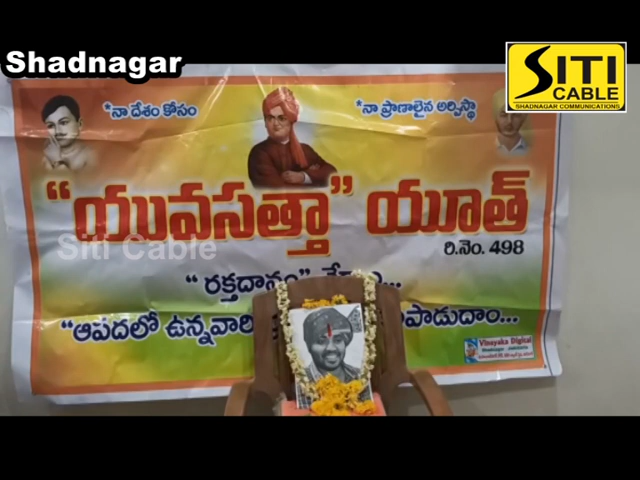 Shadnagar
SITI
CABLE
SHADNAGAR COMMUNICATIONS
*నా దేశం కోసం
*నా ప్రాణాలైన అర్పిస్తా
“యువసత్తా” యూత్
రి.నెం. 498
Siti Cable
“రక్తదానం”
“ఆపదలో ఉన్నవారి
Vinayaka Digital